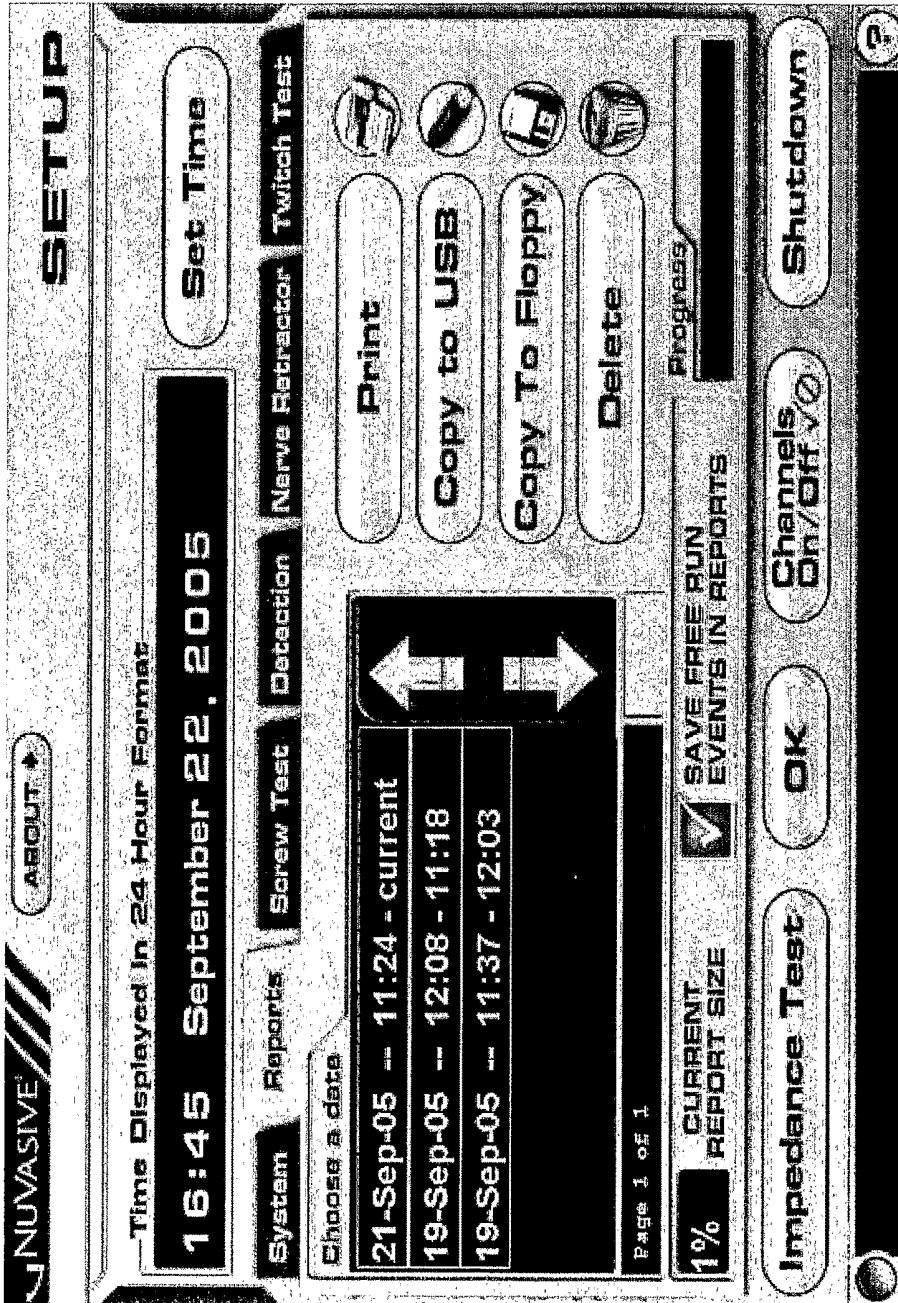 NUVASIVE
ABOUT
SETUP
Time Displayed In 24 Hour Format
16:45 September 22, 2005
Set Time
System
Reports
Screw Test
Detection
Nerve Retractor
Twitch Test
Choose a date
21-Sep-05 -- 11:24 - current
19-Sep-05 -- 12:08 - 11:18
19-Sep-05 -- 11:37 - 12:03
Page 1 of 1
Print
Copy to USB
Copy To Floppy
Delete
1%
CURRENT
REPORT SIZE
SAVE FREE RUN
EVENTS IN REPORTS
Progress
Impedance Test
OK
Channels
On/Off
Shutdown
?